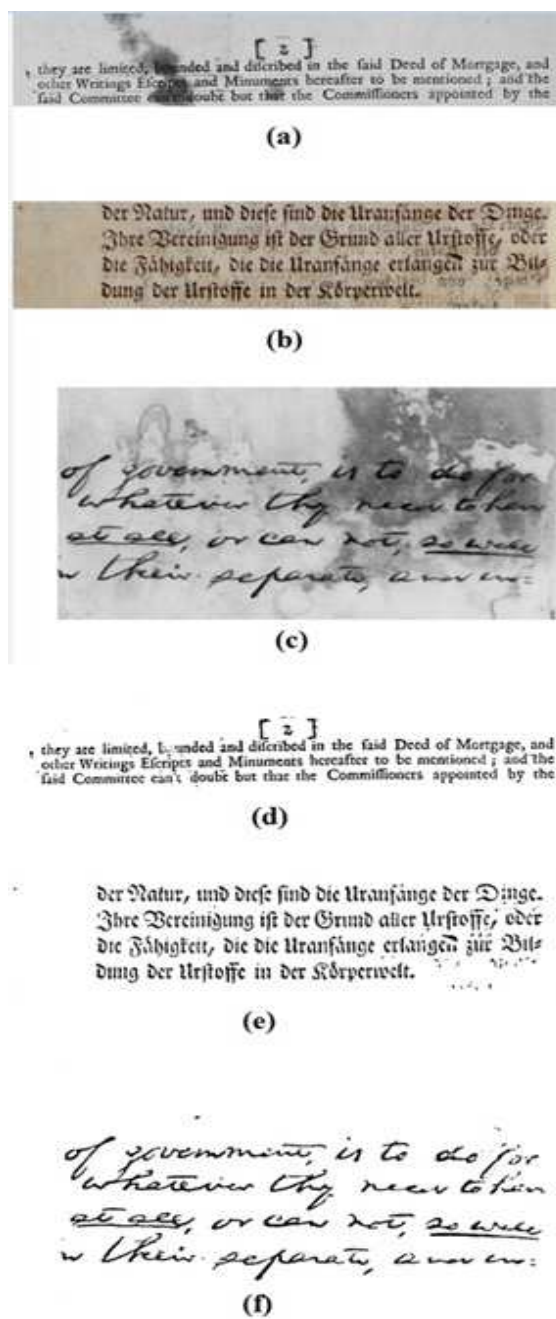 [ 2 ]
, they are limited, bounded and discribed in the said Deed of Mortgage, and
other Writings Escripts and Minuments hereafter to be mentioned ; and the
said Committee can't doubt but that the Commissioners appointed by the
(a)
der Natur, und diese sind die Uranfänge der Dinge.
Ihre Vereinigung ist der Grund aller Urstoffe, oder
die Fähigkeit, die die Uranfänge erlangen zur Bil-
dung der Urstoffe in der Körperwelt.
(b)
of government, is to do for
whatever they need to have
at all, or can not, so well
in their separate, and in-
(c)
[ 2 ]
, they are limited, bounded and discribed in the said Deed of Mortgage, and
other Writings Escripts and Minuments hereafter to be mentioned ; and the
said Committee can't doubt but that the Commissioners appointed by the
(d)
der Natur, und diese sind die Uranfänge der Dinge.
Ihre Vereinigung ist der Grund aller Urstoffe, oder
die Fähigkeit, die die Uranfänge erlangen zur Bil-
dung der Urstoffe in der Körperwelt.
(e)
of government, is to do for
whatever they need to have
at all, or can not, so well
in their separate, and in-
(f)